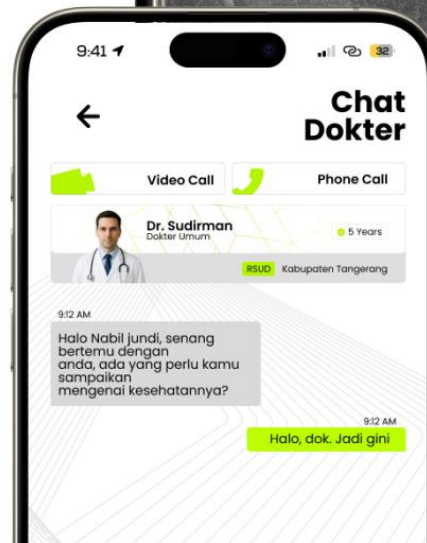 9:41
32
Chat
Dokter
Video Call
Phone Call
Dr. Sudirman
Dokter Umum
5 Years
RSUD Kabupaten Tangerang
9:12 AM
Halo Nabil jundi, senang
bertemu dengan
anda, ada yang perlu kamu
sampaikan
mengenai kesehatannya?
9:12 AM
Halo, dok. Jadi gini